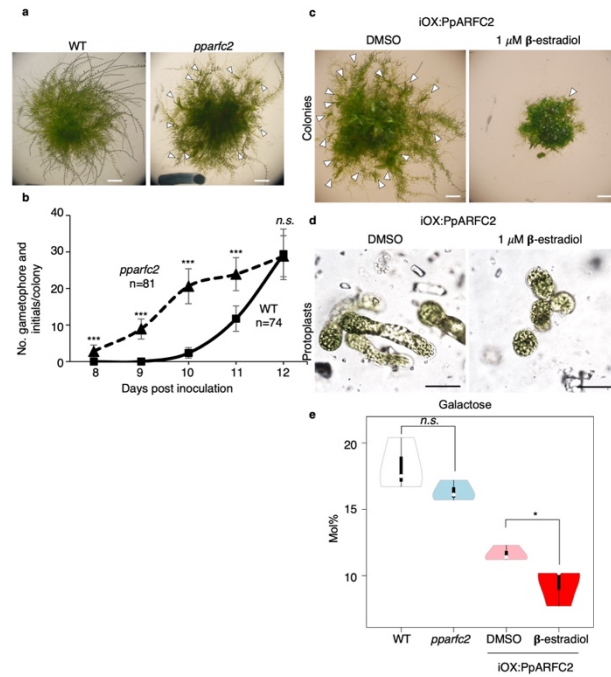 a
WT
pparfc2
c
iOX:PpARFC2
DMSO
1 μM β-estradiol
Colonies
b
No. gametophore and
initials/colony
40
30
20
10
0
***
***
***
***
n.s.
pparfc2
n=81
WT
n=74
8 9 10 11 12
Days post inoculation
d
iOX:PpARFC2
DMSO
1 μM β-estradiol
Protoplasts
e
Galactose
n.s.
*
Mol%
20
15
10
WT pparfc2 DMSO β-estradiol
iOX:PpARFC2